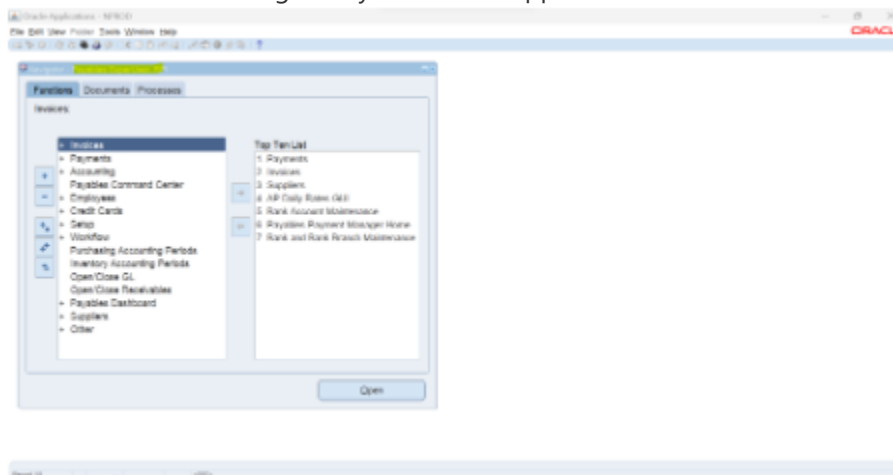 Oracle Applications - NPROD
File Edit View Folder Tools Window Help
ORACL
Navigator
Functions Documents Processes
Invoices
+ Invoices
+ Payments
+ Accounting
Payables Command Center
+ Employees
+ Credit Cards
+ Setup
+ Workflow
Purchasing Accounting Periods
Inventory Accounting Periods
Open/Close GL
Open/Close Receivables
+ Payables Dashboard
+ Suppliers
+ Other
Top Ten List
1. Payments
2. Invoices
3. Suppliers
4. AP Daily Rates GUI
5. Bank Account Maintenance
6. Payables Payment Manager Home
7. Bank and Bank Branch Maintenance
Open